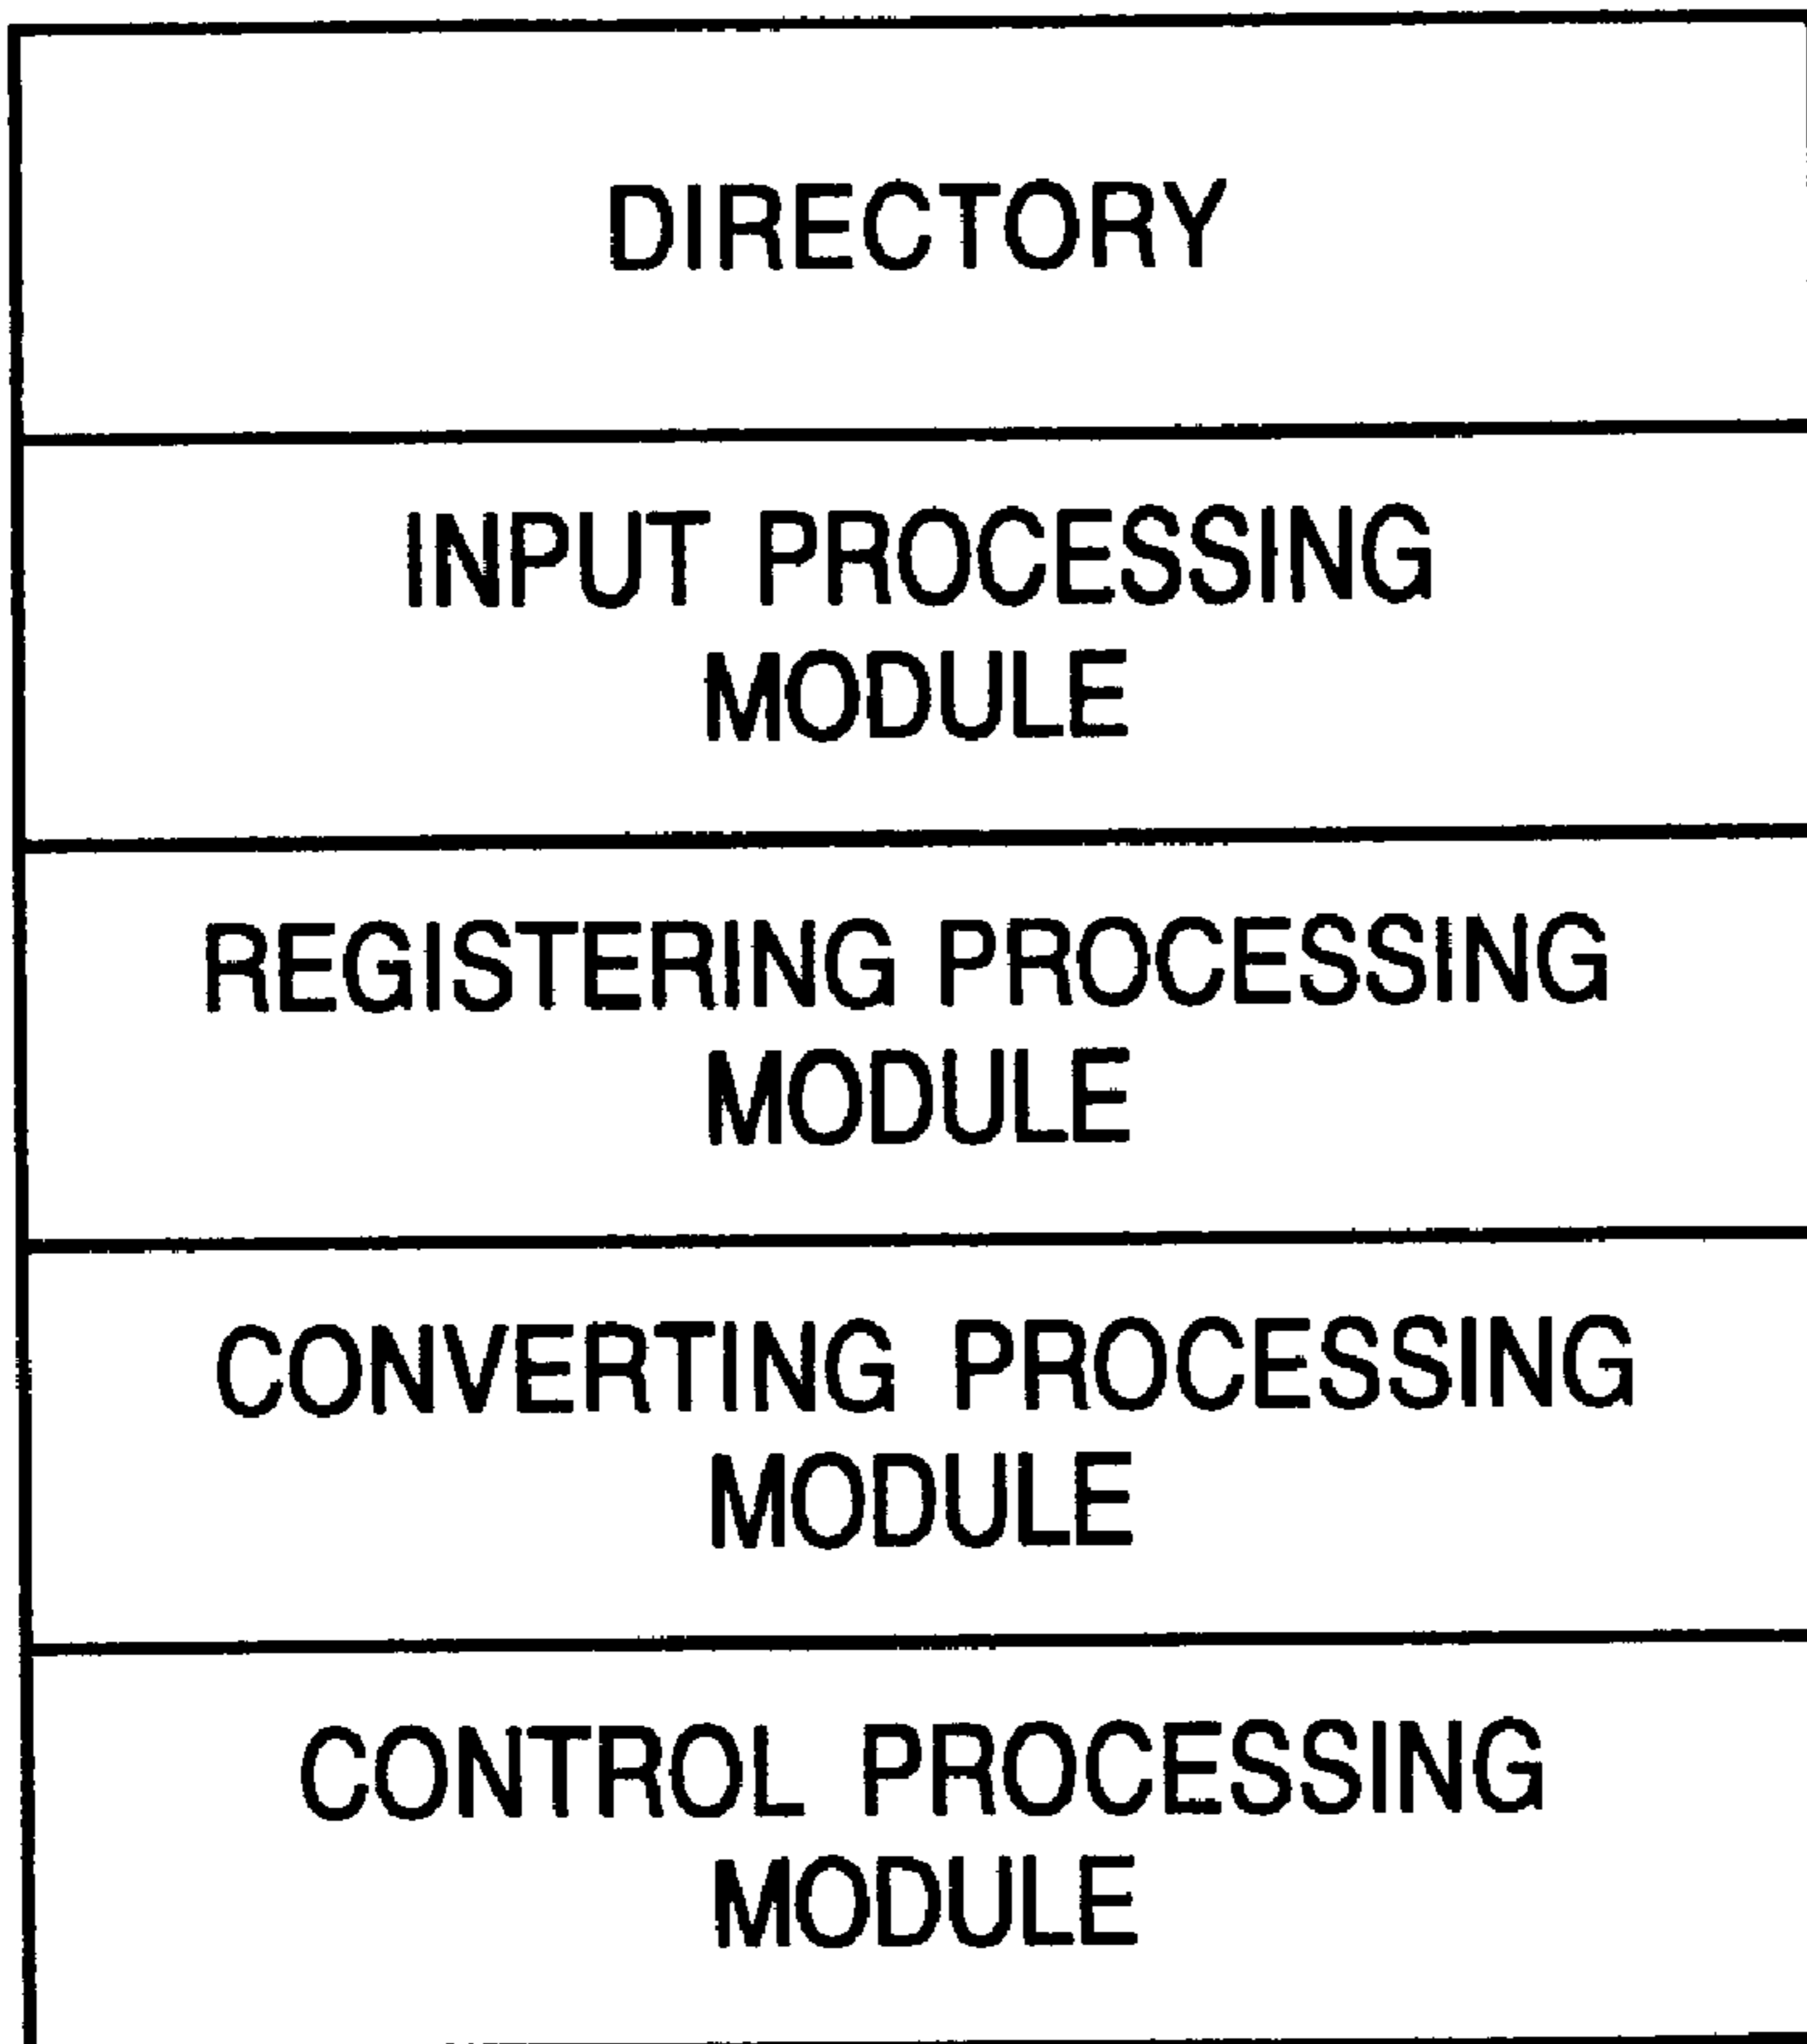 DIRECTORY
INPUT PROCESSING
MODULE
REGISTERING PROCESSING
MODULE
CONVERTING PROCESSING
MODULE
CONTROL PROCESSING
MODULE